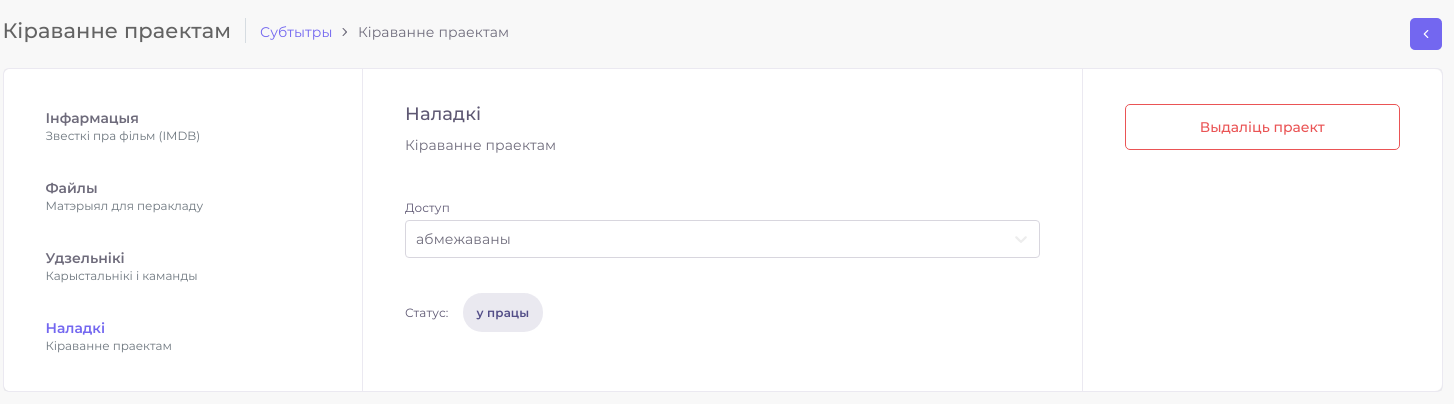 Кіраванне праектам
Субтытры > Кіраванне праектам
Інфармацыя
Звесткі пра фільм (IMDB)
Файлы
Матэрыял для перакладу
Удзельнікі
Карыстальнікі і каманды
Наладкі
Кіраванне праектам
Наладкі
Кіраванне праектам
Доступ
абмежаваны
Статус: у працы
Выдаліць праект